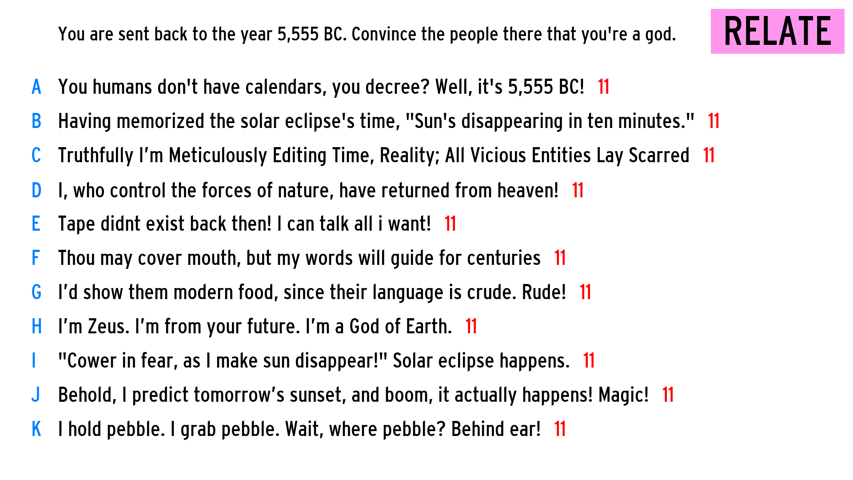 You are sent back to the year 5,555 BC. Convince the people there that you're a god.
RELATE
A You humans don't have calendars, you decree? Well, it's 5,555 BC! 11
B Having memorized the solar eclipse's time, "Sun's disappearing in ten minutes." 11
C Truthfully I'm Meticulously Editing Time, Reality; All Vicious Entities Lay Scarred 11
D I, who control the forces of nature, have returned from heaven! 11
E Tape didnt exist back then! I can talk all i want! 11
F Thou may cover mouth, but my words will guide for centuries 11
G I'd show them modern food, since their language is crude. Rude! 11
H I'm Zeus. I'm from your future. I'm a God of Earth. 11
I "Cower in fear, as I make sun disappear!" Solar eclipse happens. 11
J Behold, I predict tomorrow's sunset, and boom, it actually happens! Magic! 11
K I hold pebble. I grab pebble. Wait, where pebble? Behind ear! 11